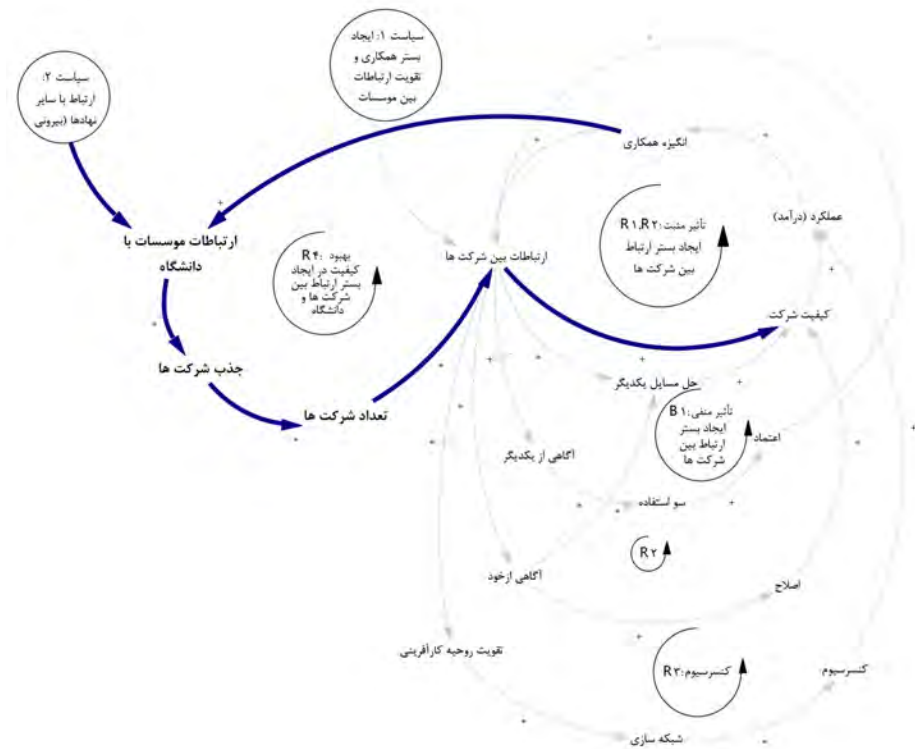 سیاست ۱: ایجاد
بستر همکاری و
تقویت ارتباطات
بین موسسات
سیاست ۲:
ارتباط با سایر
نهادها (بیرونی
انگیزه همکاری
عملکرد (درآمد)
R۱,R۲: تأثیر مثبت
ایجاد بستر ارتباط
بین شرکت ها
ارتباطات موسسات با
دانشگاه
ارتباطات بین شرکت ها
R۴: بهبود
کیفیت در ایجاد
بستر ارتباط بین
شرکت ها و
دانشگاه
کیفیت شرکت
جذب شرکت ها
حل مسایل یکدیگر
تعداد شرکت ها
B۱: تأثیر منفی
ایجاد بستر
ارتباط بین
شرکت ها
اعتماد
آگاهی از یکدیگر
سو استفاده
R۲
آگاهی ازخود
اصلاح
تقویت روحیه کارآفرینی
R۳: کنسرسیوم
کنسرسیوم
شبکه سازی